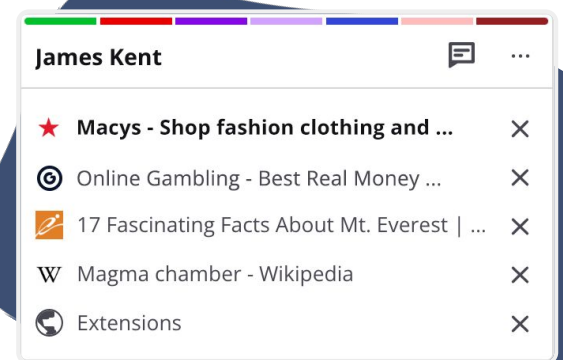 James Kent
Macys - Shop fashion clothing and ...
Online Gambling - Best Real Money ...
17 Fascinating Facts About Mt. Everest | ...
W Magma chamber - Wikipedia
Extensions